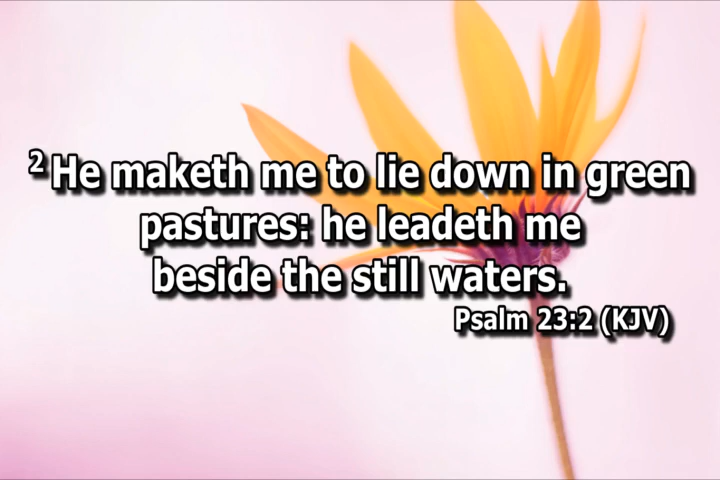 2 He maketh me to lie down in green
pastures: he leadeth me
beside the still waters.
Psalm 23:2 (KJV)